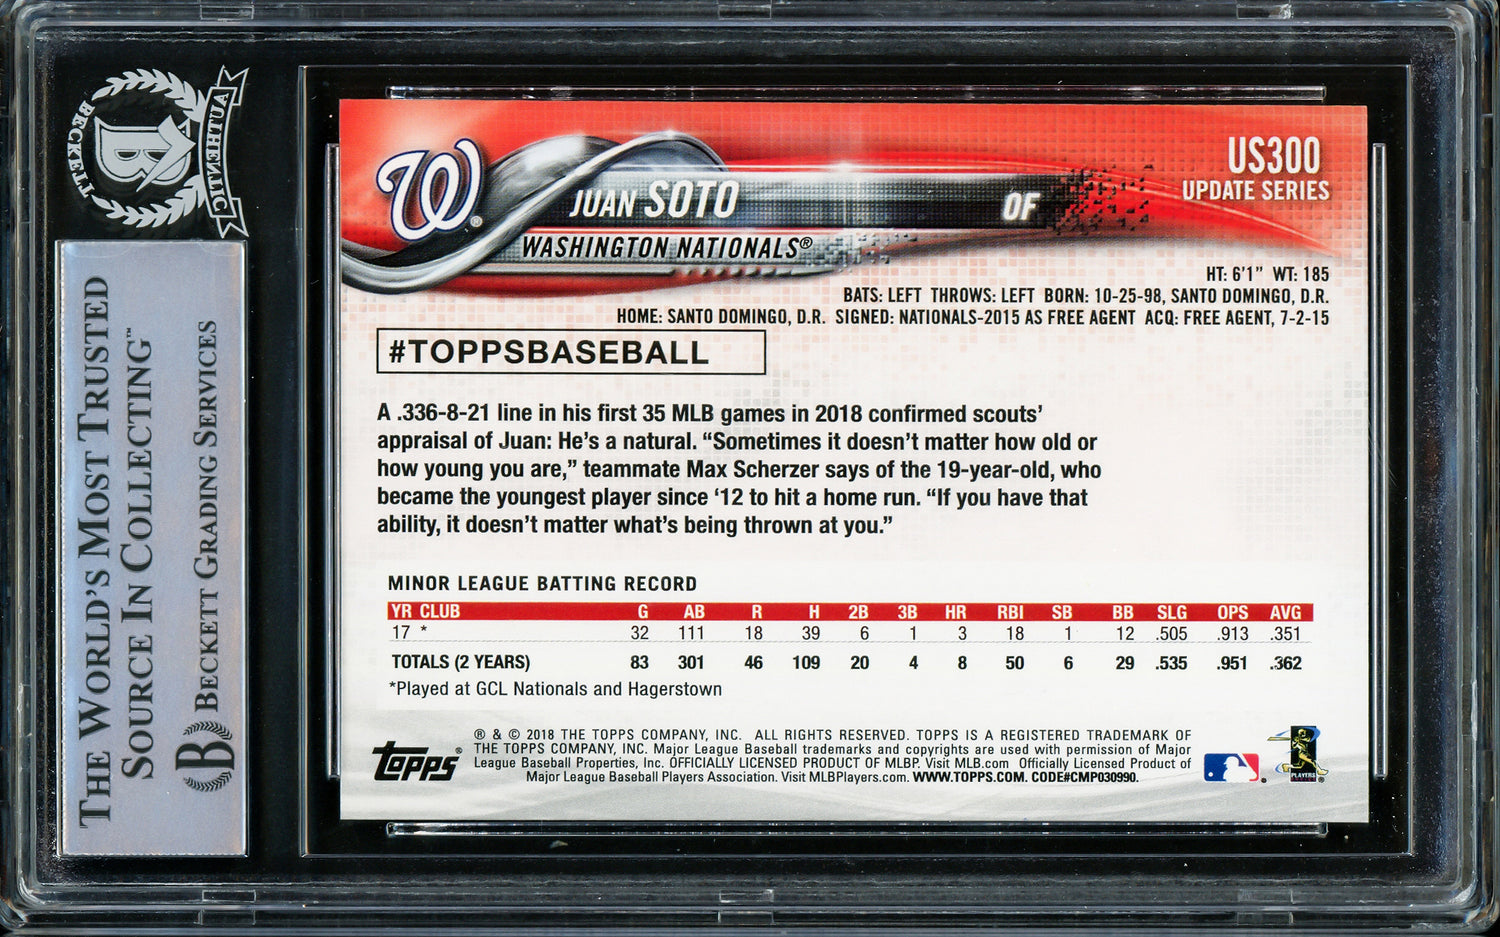 BECKETT
AUTHENTIC
THE WORLD'S MOST TRUSTED
SOURCE IN COLLECTING™
BECKETT GRADING SERVICES
W®
JUAN SOTO OF
WASHINGTON NATIONALS®
US300
UPDATE SERIES
HT: 6'1" WT: 185
BATS: LEFT THROWS: LEFT BORN: 10-25-98, SANTO DOMINGO, D.R.
HOME: SANTO DOMINGO, D.R. SIGNED: NATIONALS-2015 AS FREE AGENT ACQ: FREE AGENT, 7-2-15
#TOPPSBASEBALL
A .336-8-21 line in his first 35 MLB games in 2018 confirmed scouts’
appraisal of Juan: He’s a natural. “Sometimes it doesn’t matter how old or
how young you are,” teammate Max Scherzer says of the 19-year-old, who
became the youngest player since ‘12 to hit a home run. “If you have that
ability, it doesn’t matter what’s being thrown at you.”
MINOR LEAGUE BATTING RECORD
YR CLUB G AB R H 2B 3B HR RBI SB BB SLG OPS AVG
17 * 32 111 18 39 6 1 3 18 1 12 .505 .913 .351
TOTALS (2 YEARS) 83 301 46 109 20 4 8 50 6 29 .535 .951 .362
*Played at GCL Nationals and Hagerstown
topps®
® & © 2018 THE TOPPS COMPANY, INC. ALL RIGHTS RESERVED. TOPPS IS A REGISTERED TRADEMARK OF
THE TOPPS COMPANY, INC. Major League Baseball trademarks and copyrights are used with permission of Major
League Baseball Properties, Inc. OFFICIALLY LICENSED PRODUCT OF MLBP. Visit MLB.com Officially Licensed Product of
Major League Baseball Players Association. Visit MLBPlayers.com. WWW.TOPPS.COM. CODE#CMP030990.
PLAYERS